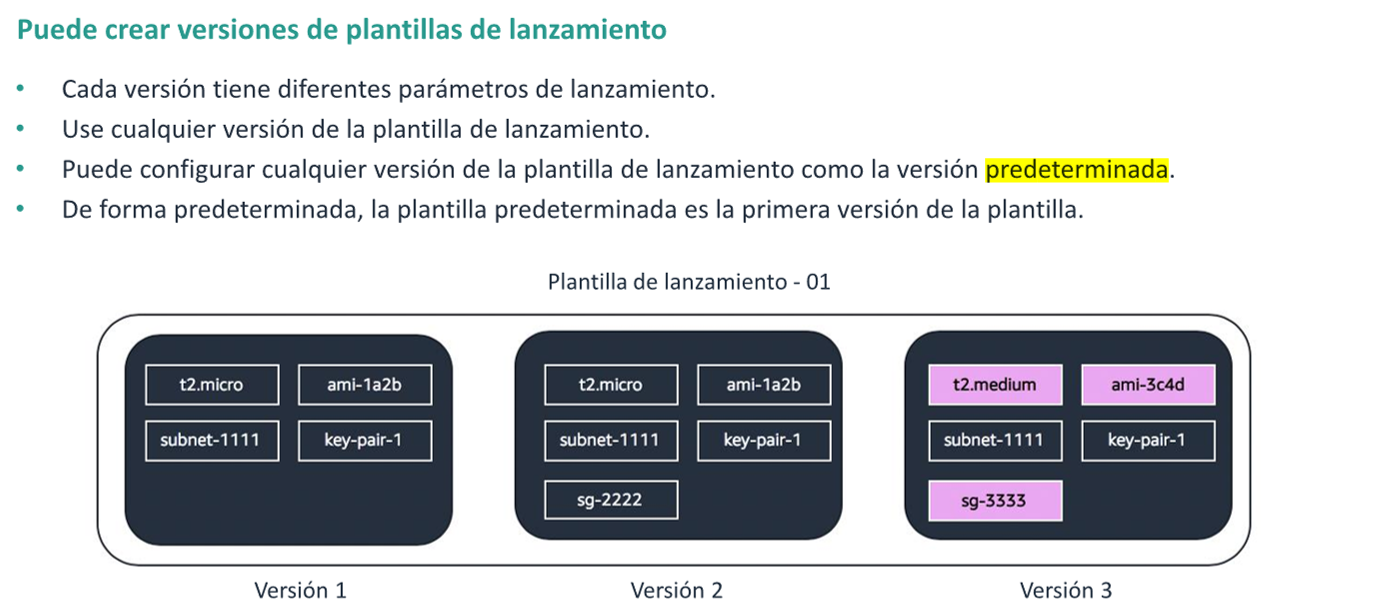 Puede crear versiones de plantillas de lanzamiento
• Cada versión tiene diferentes parámetros de lanzamiento.
• Use cualquier versión de la plantilla de lanzamiento.
• Puede configurar cualquier versión de la plantilla de lanzamiento como la versión predeterminada.
• De forma predeterminada, la plantilla predeterminada es la primera versión de la plantilla.
Plantilla de lanzamiento - 01
t2.micro ami-1a2b
subnet-1111 key-pair-1
Versión 1
t2.micro ami-1a2b
subnet-1111 key-pair-1
sg-2222
Versión 2
t2.medium ami-3c4d
subnet-1111 key-pair-1
sg-3333
Versión 3